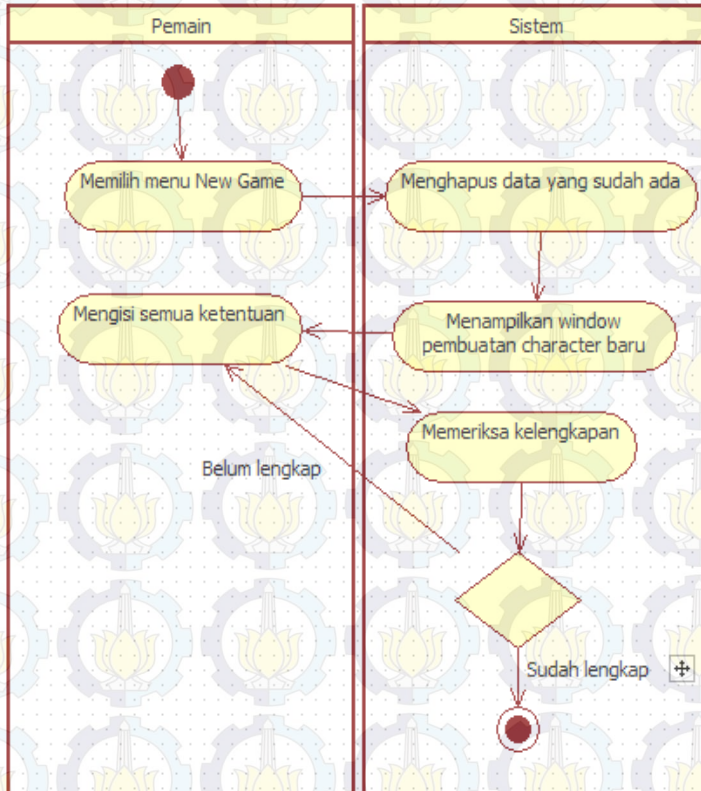 Pemain
Sistem
Memilih menu New Game
Menghapus data yang sudah ada
Mengisi semua ketentuan
Menampilkan window
pembuatan character baru
Memeriksa kelengkapan
Belum lengkap
Sudah lengkap